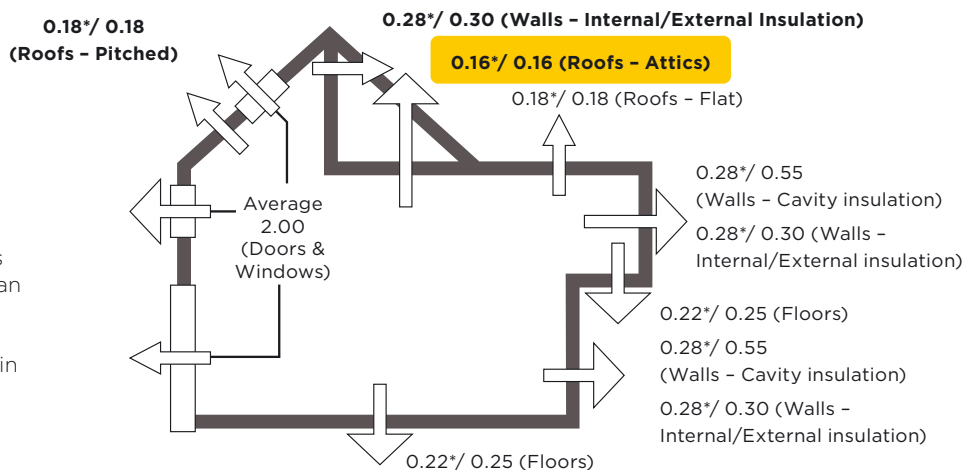 0.18*/ 0.18
(Roofs – Pitched)
0.28*/ 0.30 (Walls – Internal/External Insulation)
0.16*/ 0.16 (Roofs – Attics)
0.18*/ 0.18 (Roofs – Flat)
0.28*/ 0.55
(Walls – Cavity insulation)
0.28*/ 0.30 (Walls –
Internal/External insulation)
Average
2.00
(Doors &
Windows)
s
an
in
0.22*/ 0.25 (Floors)
0.28*/ 0.55
(Walls – Cavity insulation)
0.28*/ 0.30 (Walls –
Internal/External insulation)
0.22*/ 0.25 (Floors)